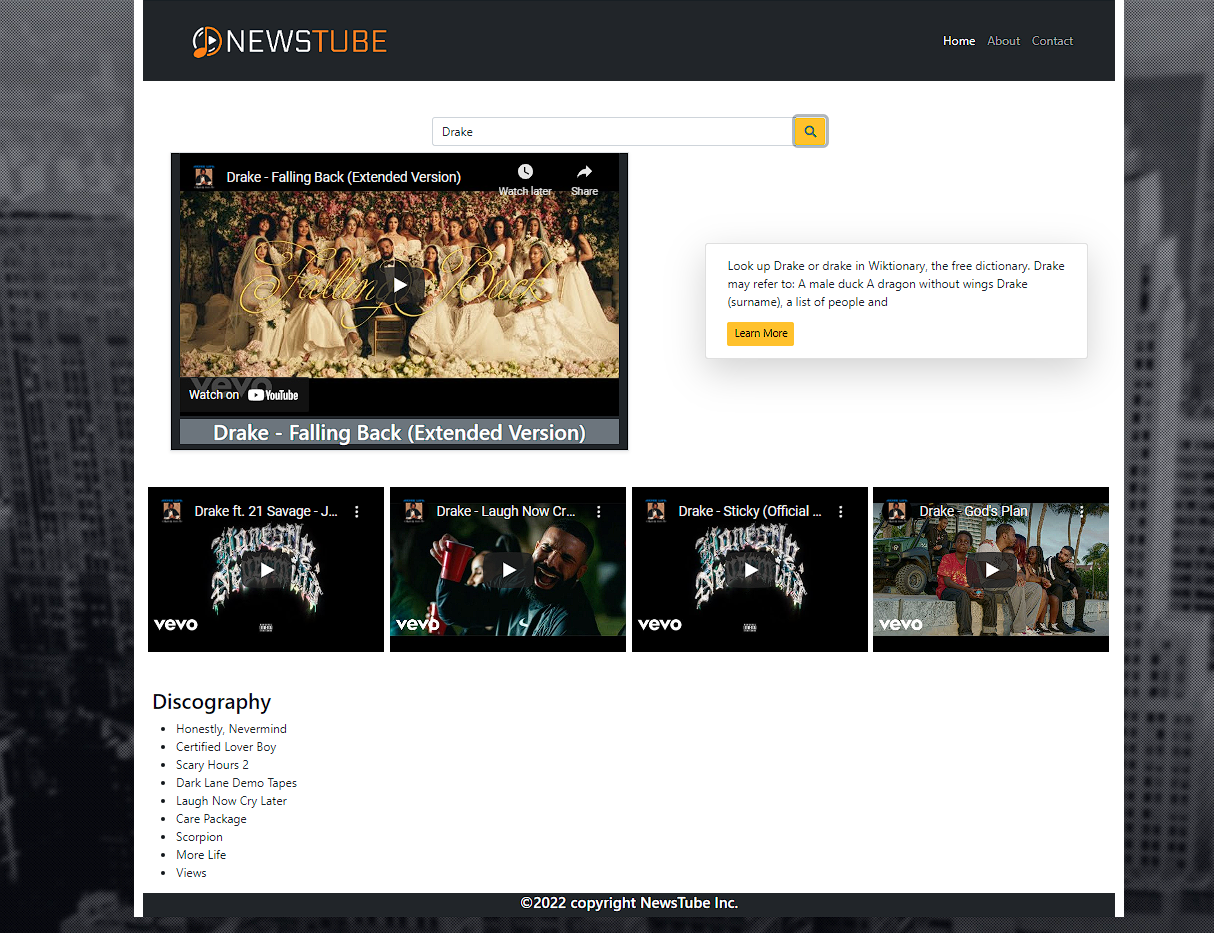 NEWSTUBE
Home About Contact
Drake
Drake - Falling Back (Extended Version)
Watch later
Share
Falling Back
vevo
Watch on YouTube
Drake - Falling Back (Extended Version)
Look up Drake or drake in Wiktionary, the free dictionary. Drake
may refer to: A male duck A dragon without wings Drake
(surname), a list of people and
Learn More
Drake ft. 21 Savage - J...
Honestly
Nevermind
vevo
Drake - Laugh Now Cr...
vevo
Drake - Sticky (Official ...
Honestly
Nevermind
vevo
Drake - God's Plan
vevo
Discography
• Honestly, Nevermind
• Certified Lover Boy
• Scary Hours 2
• Dark Lane Demo Tapes
• Laugh Now Cry Later
• Care Package
• Scorpion
• More Life
• Views
©2022 copyright NewsTube Inc.